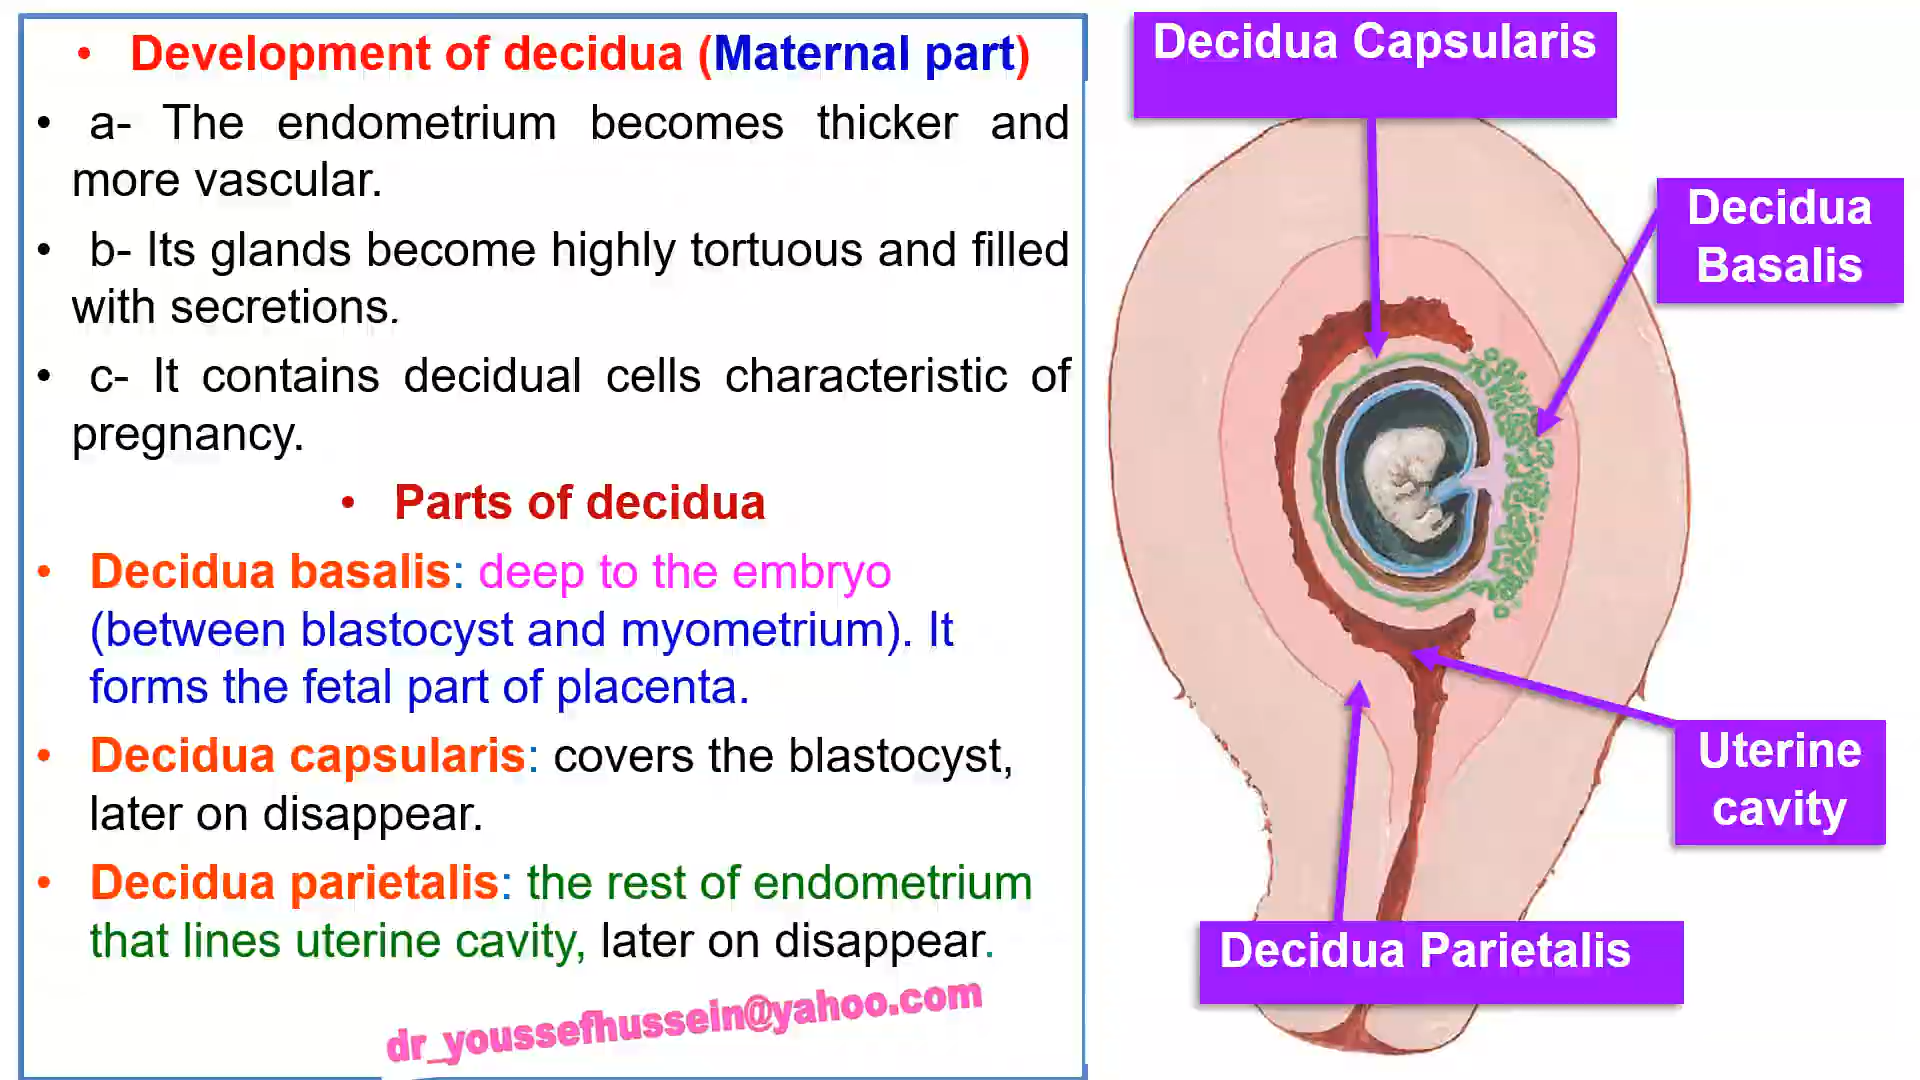 • Development of decidua (Maternal part)
• a- The endometrium becomes thicker and
more vascular.
• b- Its glands become highly tortuous and filled
with secretions.
• c- It contains decidual cells characteristic of
pregnancy.
• Parts of decidua
• Decidua basalis: deep to the embryo
(between blastocyst and myometrium). It
forms the fetal part of placenta.
• Decidua capsularis: covers the blastocyst,
later on disappear.
• Decidua parietalis: the rest of endometrium
that lines uterine cavity, later on disappear.
dr_youssefhussein@yahoo.com
Decidua Capsularis
Decidua
Basalis
Uterine
cavity
Decidua Parietalis